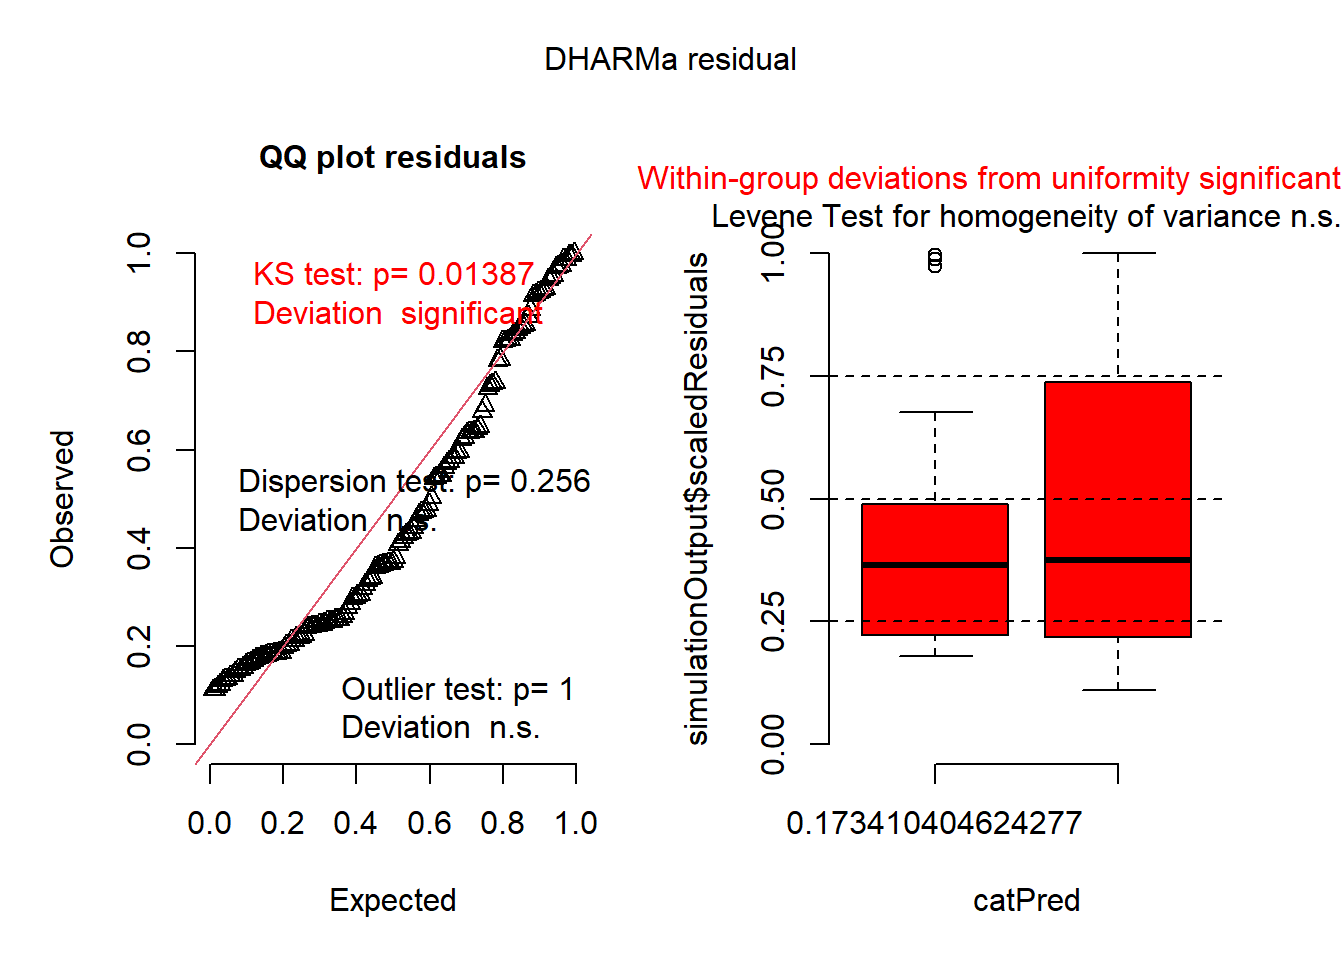 DHARMa residual
QQ plot residuals
KS test: p= 0.01387
Deviation  significant
Dispersion test: p= 0.256
Deviation  n.s.
Outlier test: p= 1
Deviation  n.s.
Observed
0.0 0.2 0.4 0.6 0.8 1.0
0.0 0.2 0.4 0.6 0.8 1.0
Expected
Within-group deviations from uniformity significant
Levene Test for homogeneity of variance n.s.
simulationOutput$scaledResiduals
0.00 0.25 0.50 0.75 1.00
0.173410404624277
catPred